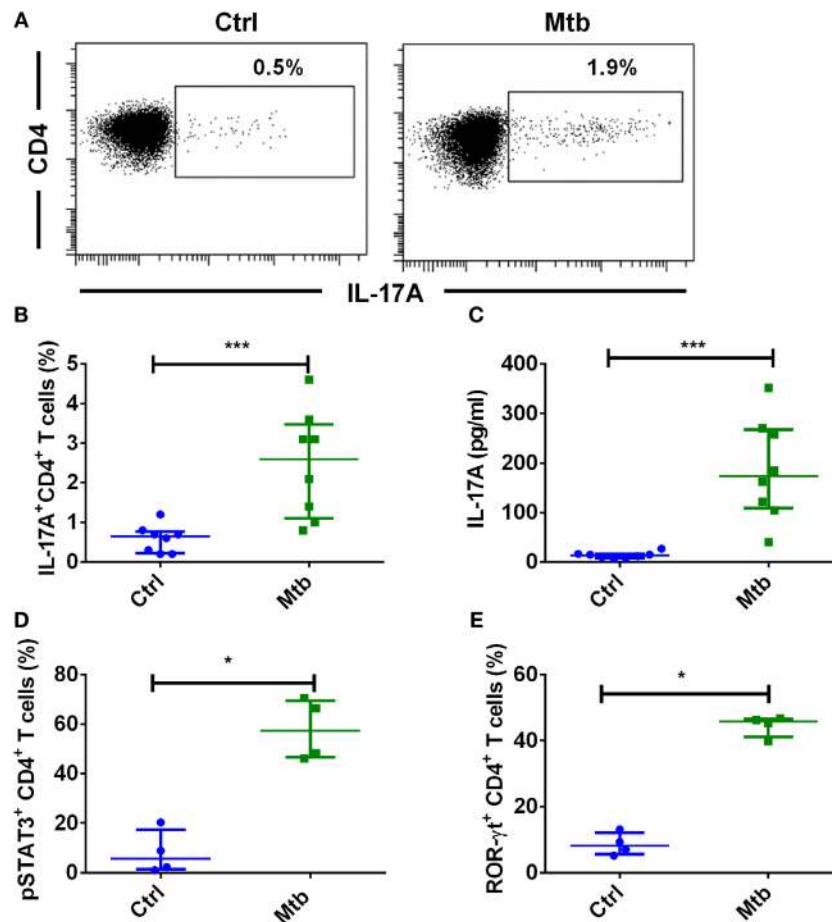 A
Ctrl
Mtb
0.5%
1.9%
CD4
IL-17A
B
***
IL-17A⁺CD4⁺ T cells (%)
5
4
3
2
1
0
Ctrl
Mtb
C
***
IL-17A (pg/ml)
400
300
200
100
0
Ctrl
Mtb
D
*
pSTAT3⁺ CD4⁺ T cells (%)
80
60
40
20
0
Ctrl
Mtb
E
*
ROR-γt⁺ CD4⁺ T cells (%)
60
40
20
0
Ctrl
Mtb